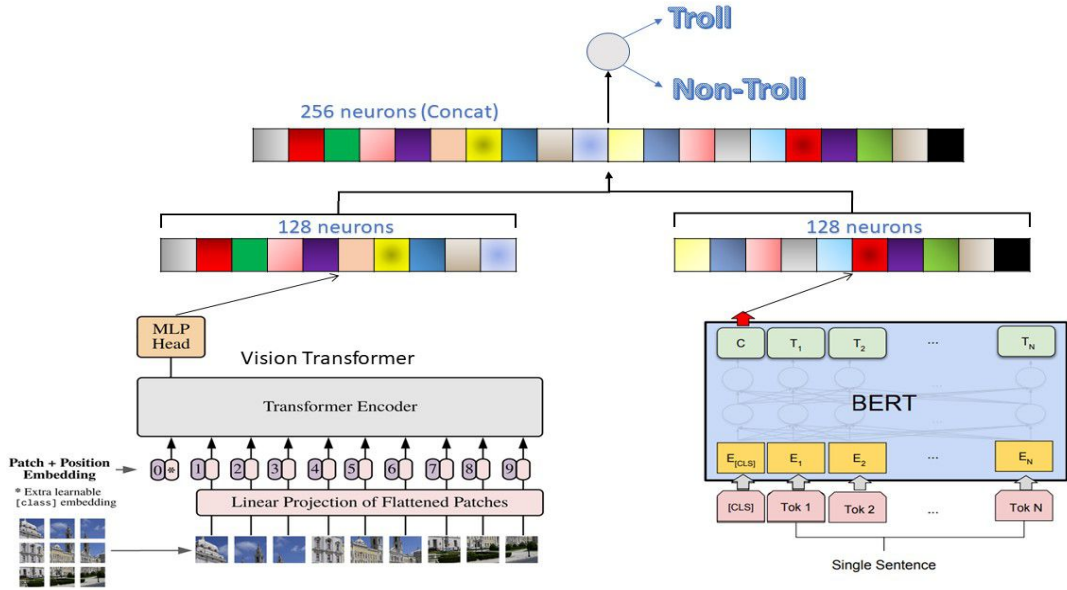 Troll
Non-Troll
256 neurons (Concat)
128 neurons
128 neurons
MLP
Head
Vision Transformer
Transformer Encoder
Patch + Position
Embedding
* Extra learnable
[class] embedding
0 * 1 2 3 4 5 6 7 8 9
Linear Projection of Flattened Patches
C T1 T2 ... TN
... 
BERT
...
E[CLS] E1 E2 ... EN
[CLS] Tok 1 Tok 2 ... Tok N
Single Sentence